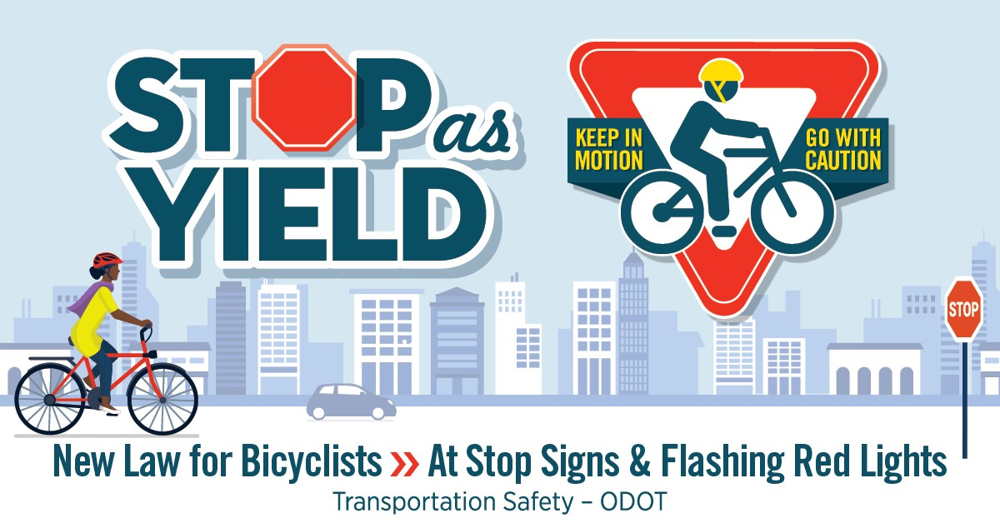 STOP as
YIELD
KEEP IN
MOTION
GO WITH
CAUTION
STOP
New Law for Bicyclists » At Stop Signs & Flashing Red Lights
Transportation Safety – ODOT